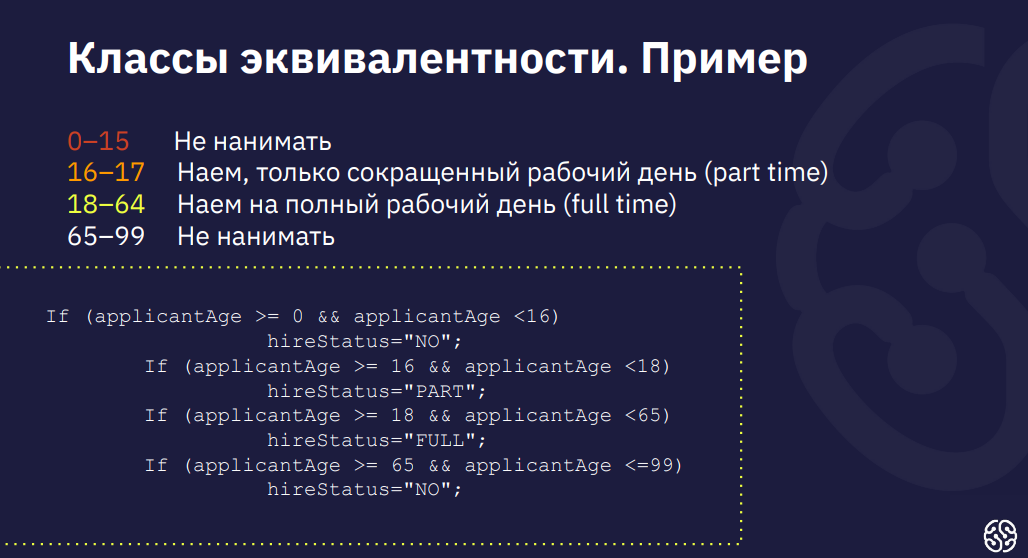 Классы эквивалентности. Пример
0–15 Не нанимать
16–17 Наем, только сокращенный рабочий день (part time)
18–64 Наем на полный рабочий день (full time)
65–99 Не нанимать
If (applicantAge >= 0 && applicantAge <16)
hireStatus="NO";
If (applicantAge >= 16 && applicantAge <18)
hireStatus="PART";
If (applicantAge >= 18 && applicantAge <65)
hireStatus="FULL";
If (applicantAge >= 65 && applicantAge <=99)
hireStatus="NO";